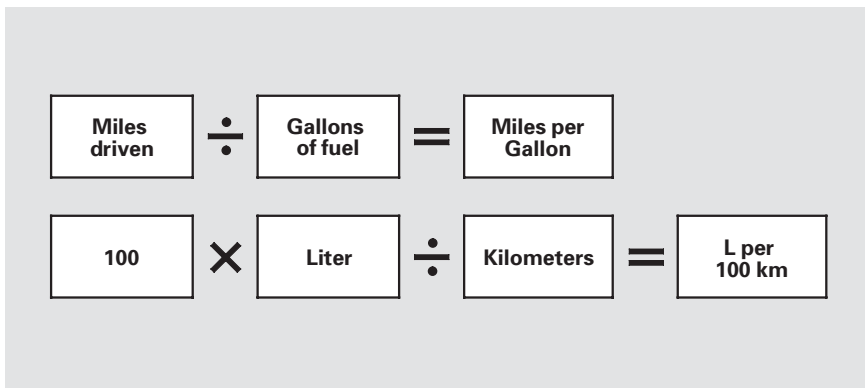 Miles driven ÷ Gallons of fuel = Miles per Gallon
100 × Liter ÷ Kilometers = L per 100 km